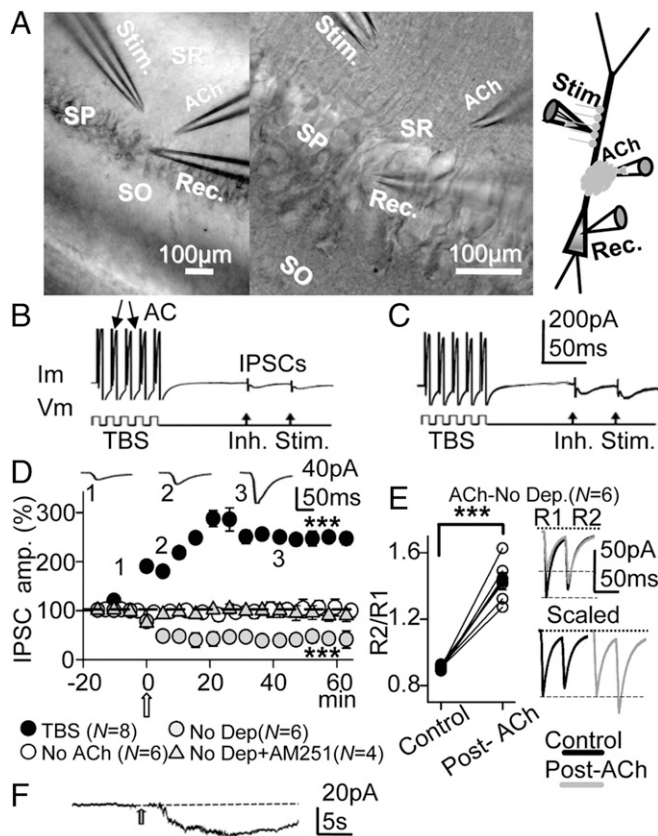 A
Stim.
SR
ACh
SP
SO
Rec.
100µm
SR
ACh
SP
Rec.
SO
100µm
Stim
ACh
Rec.
B
AC
IPSCs
Im
Vm
TBS
Inh. Stim.
C
200pA
50ms
TBS
Inh. Stim.
D
1
2
3
40pA
50ms
IPSC amp. (%)
300
200
100
0
1
2
3
***
***
-20
0
20
40
60
min
TBS (N=8)
No Dep (N=6)
No ACh (N=6)
No Dep+AM251(N=4)
E
ACh-No Dep.(N=6)
***
R2/R1
1.6
1.2
0.8
Control
Post- ACh
R1 R2
50pA
50ms
Scaled
Control
Post-ACh
F
20pA
5s